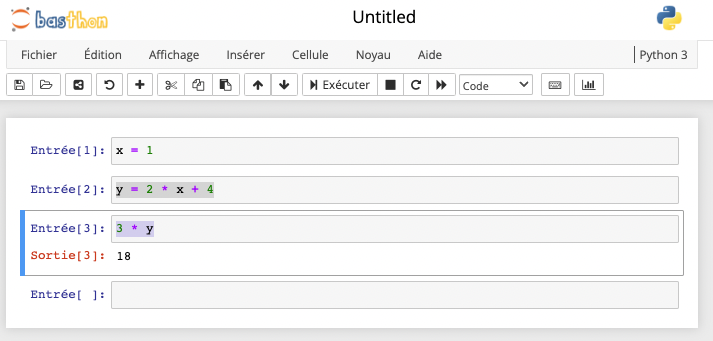 basthon
Untitled
Fichier Édition Affichage Insérer Cellule Noyau Aide Python 3
Exécuter Code
Entrée[1]: x = 1
Entrée[2]: y = 2 * x + 4
Entrée[3]: 3 * y
Sortie[3]: 18
Entrée[ ]: